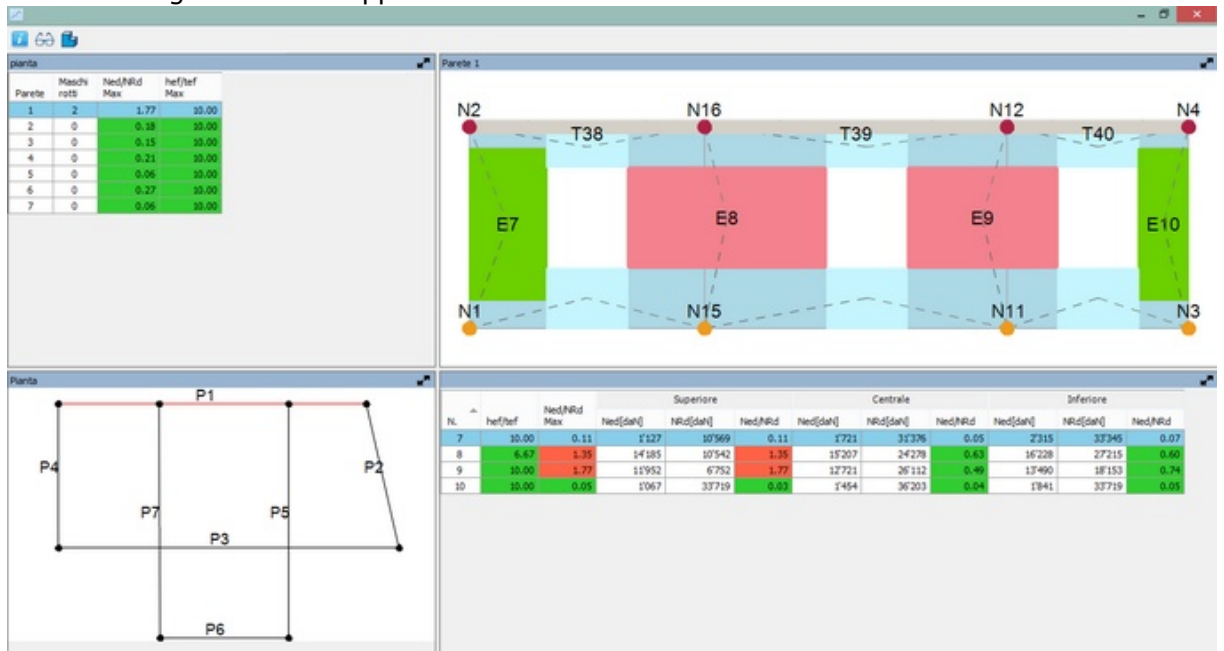 pianta
Parete Maschi rotti Ned/NRd Max hef/tef Max
1 2 1.77 10.00
2 0 0.18 10.00
3 0 0.15 10.00
4 0 0.21 10.00
5 0 0.06 10.00
6 0 0.27 10.00
7 0 0.06 10.00
Parete 1
N2 N16 N12 N4
T38 T39 T40
E7 E8 E9 E10
N1 N15 N11 N3
Pianta
P1
P4 P2
P7 P5
P3
P6
Superiore Centrale Inferiore
N. hef/tef Ned/NRd Max Ned[daN] NRd[daN] Ned/NRd Ned[daN] NRd[daN] Ned/NRd Ned[daN] NRd[daN] Ned/NRd
7 10.00 0.11 1'127 10'569 0.11 1'721 31'376 0.05 2'315 33'345 0.07
8 6.67 1.35 14'185 10'542 1.35 15'207 24'278 0.63 16'228 27'215 0.60
9 10.00 1.77 11'952 6'752 1.77 12'721 26'112 0.49 13'490 18'153 0.74
10 10.00 0.05 1'067 33'719 0.03 1'454 36'203 0.04 1'841 33'719 0.05